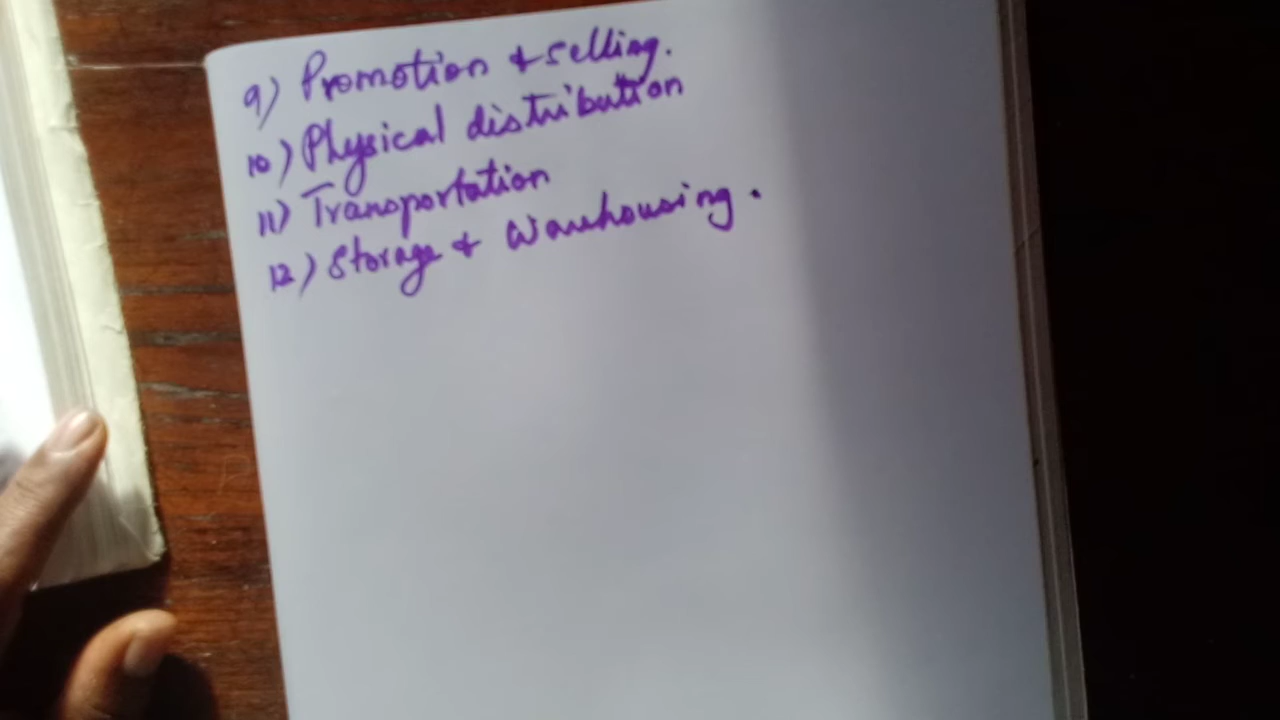 9) Promotion & selling.
10) Physical distribution
11) Transportation
12) Storage & Warehousing.